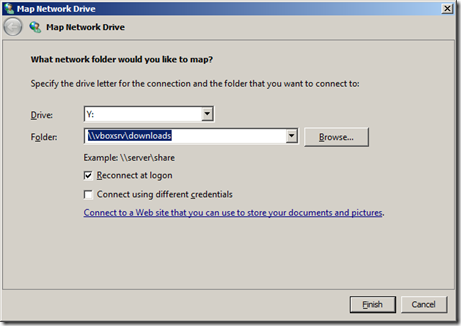 Map Network Drive
Map Network Drive
What network folder would you like to map?
Specify the drive letter for the connection and the folder that you want to connect to:
Drive: Y:
Folder: \\vboxsrv\downloads Browse...
Example: \\server\share
Reconnect at logon
Connect using different credentials
Connect to a Web site that you can use to store your documents and pictures.
Finish Cancel